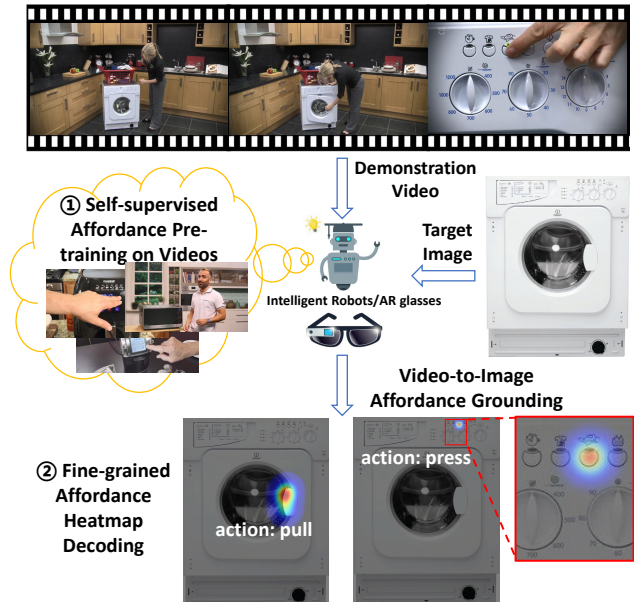 Demonstration
Video
① Self-supervised
Affordance Pre-
training on Videos
Target
Image
Intelligent Robots/AR glasses
Video-to-Image
Affordance Grounding
② Fine-grained
Affordance
Heatmap
Decoding
action: pull
action: press